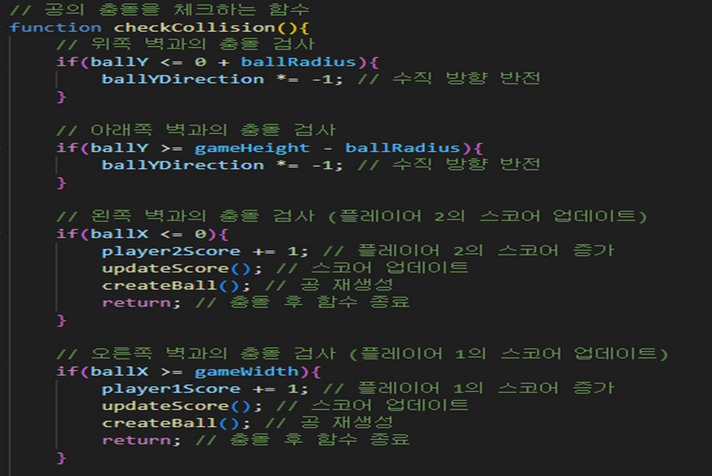 // 공의 충돌을 체크하는 함수
function checkCollision(){
    // 위쪽 벽과의 충돌 검사
    if(ballY <= 0 + ballRadius){
        ballYDirection *= -1; // 수직 방향 반전
    }
    // 아래쪽 벽과의 충돌 검사
    if(ballY >= gameHeight - ballRadius){
        ballYDirection *= -1; // 수직 방향 반전
    }
    // 왼쪽 벽과의 충돌 검사 (플레이어 2의 스코어 업데이트)
    if(ballX <= 0){
        player2Score += 1; // 플레이어 2의 스코어 증가
        updateScore(); // 스코어 업데이트
        createBall(); // 공 재생성
        return; // 충돌 후 함수 종료
    }
    // 오른쪽 벽과의 충돌 검사 (플레이어 1의 스코어 업데이트)
    if(ballX >= gameWidth){
        player1Score += 1; // 플레이어 1의 스코어 증가
        updateScore(); // 스코어 업데이트
        createBall(); // 공 재생성
        return; // 충돌 후 함수 종료
    }